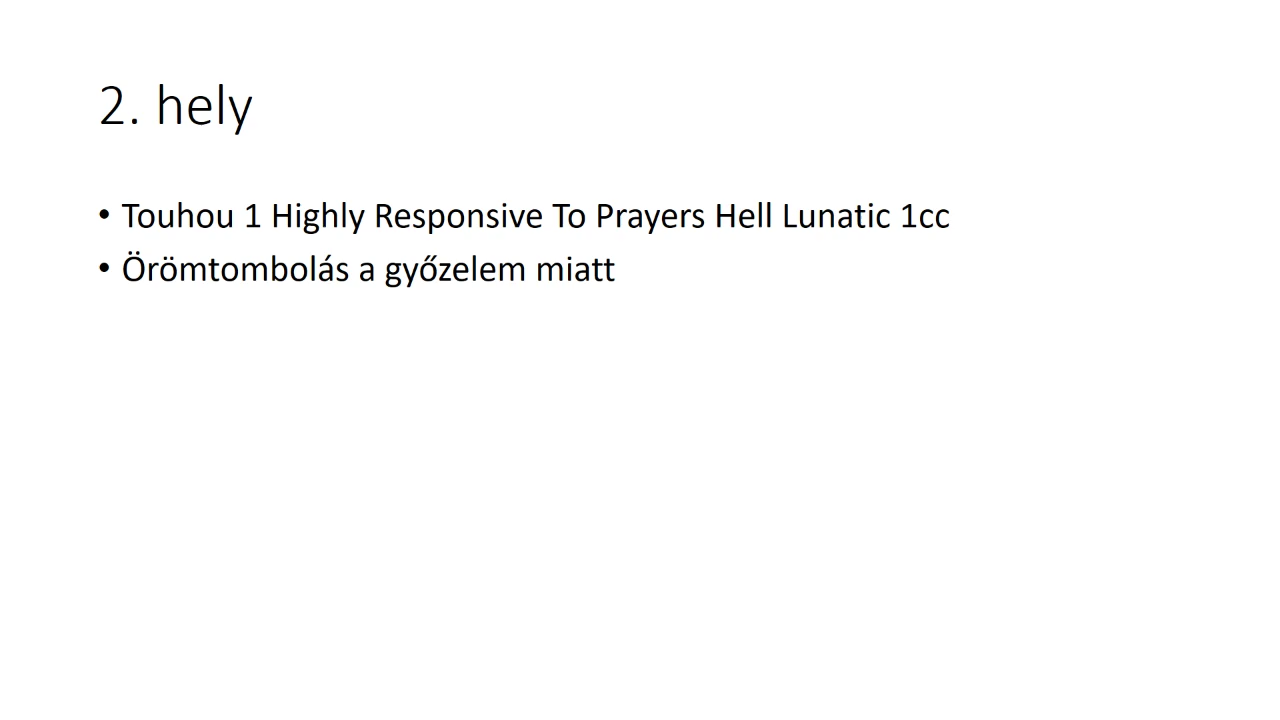 2. hely
• Touhou 1 Highly Responsive To Prayers Hell Lunatic 1cc
• Örömtombolás a győzelem miatt